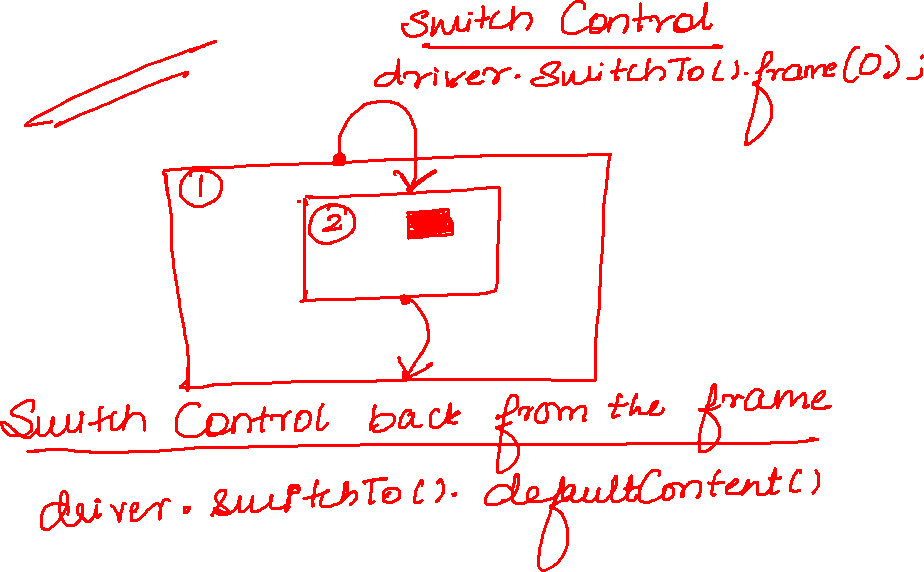 Switch Control
driver.switchTo().frame(0);
1
2
Switch Control back from the frame
driver.switchTo().defaultContent()